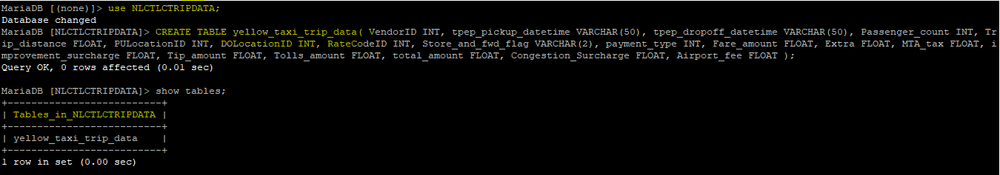 MariaDB [(none)]> use NLCTLCTRIPDATA;
Database changed
MariaDB [NLCTLCTRIPDATA]> CREATE TABLE yellow_taxi_trip_data( VendorID INT, tpep_pickup_datetime VARCHAR(50), tpep_dropoff_datetime VARCHAR(50), Passenger_count INT, Tr
ip_distance FLOAT, PULocationID INT, DOLocationID INT, RateCodeID INT, Store_and_fwd_flag VARCHAR(2), payment_type INT, Fare_amount FLOAT, Extra FLOAT, MTA_tax FLOAT, i
mprovement_surcharge FLOAT, Tip_amount FLOAT, Tolls_amount FLOAT, total_amount FLOAT, Congestion_Surcharge FLOAT, Airport_fee FLOAT );
Query OK, 0 rows affected (0.01 sec)
MariaDB [NLCTLCTRIPDATA]> show tables;
+--------------------------+
| Tables_in_NLCTLCTRIPDATA |
+--------------------------+
| yellow_taxi_trip_data    |
+--------------------------+
1 row in set (0.00 sec)